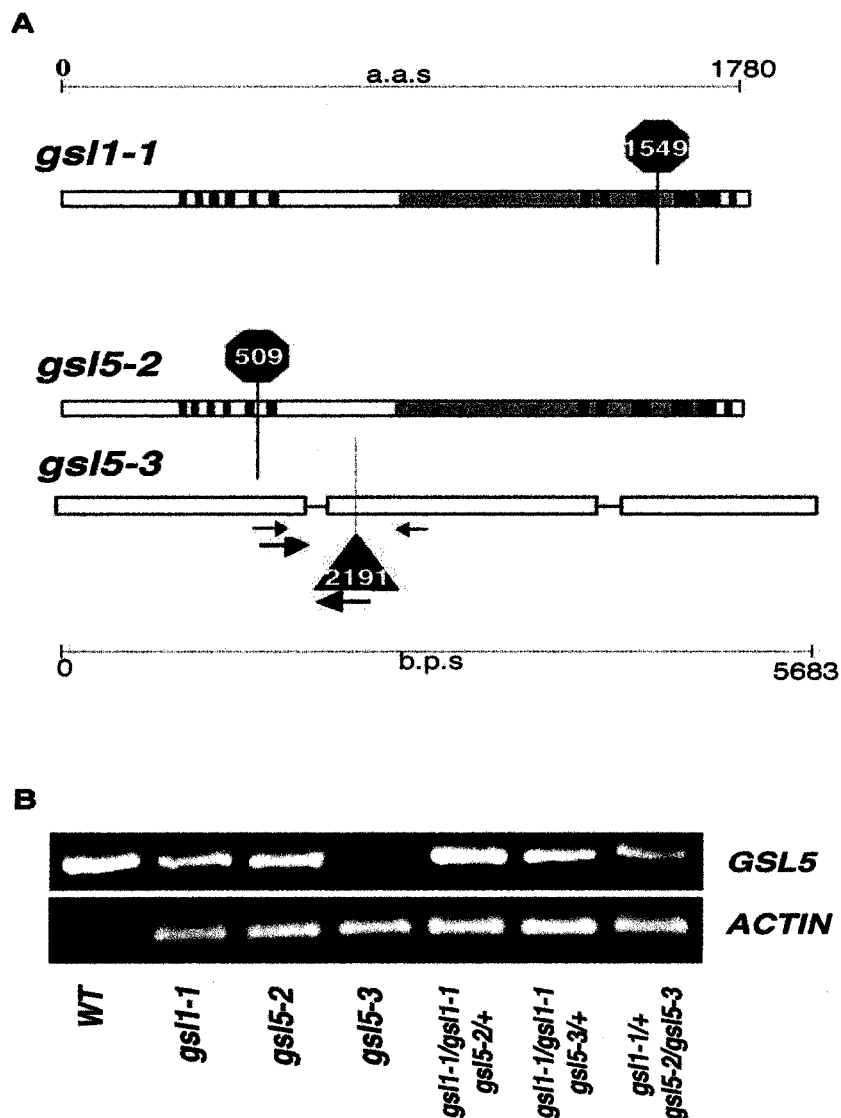 A
0 a.a.s 1780
gsl1-1
1549
gsl5-2
509
gsl5-3
2191
0 b.p.s 5683
B
GSL5
ACTIN
WT
gsl1-1
gsl5-2
gsl5-3
gsl1-1/gsl1-1
gsl5-2/+
gsl1-1/gsl1-1
gsl5-3/+
gsl1-1/+
gsl5-2/gsl5-3